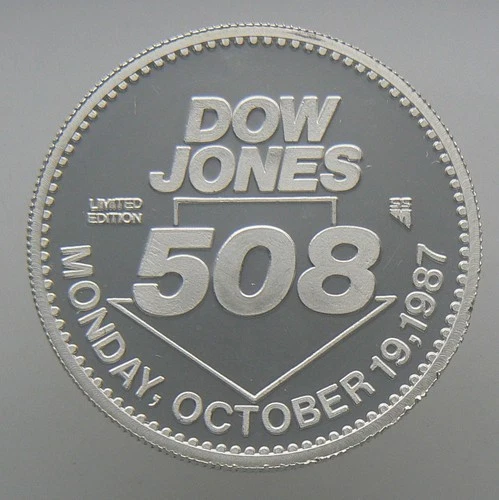 DOW
JONES
LIMITED
EDITION
508
MONDAY, OCTOBER 19, 1987